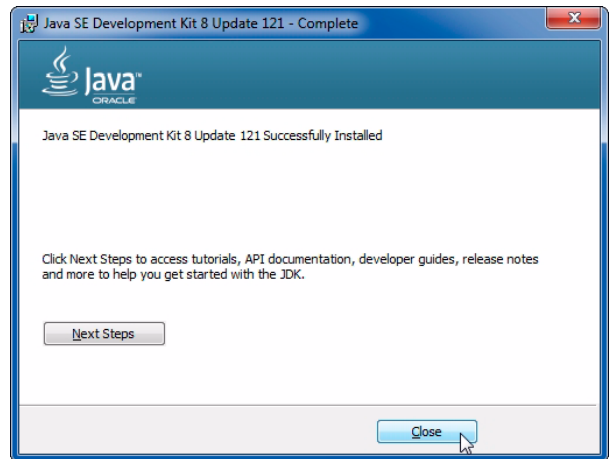 Java SE Development Kit 8 Update 121 - Complete
Java™
ORACLE
Java SE Development Kit 8 Update 121 Successfully Installed
Click Next Steps to access tutorials, API documentation, developer guides, release notes
and more to help you get started with the JDK.
Next Steps
Close